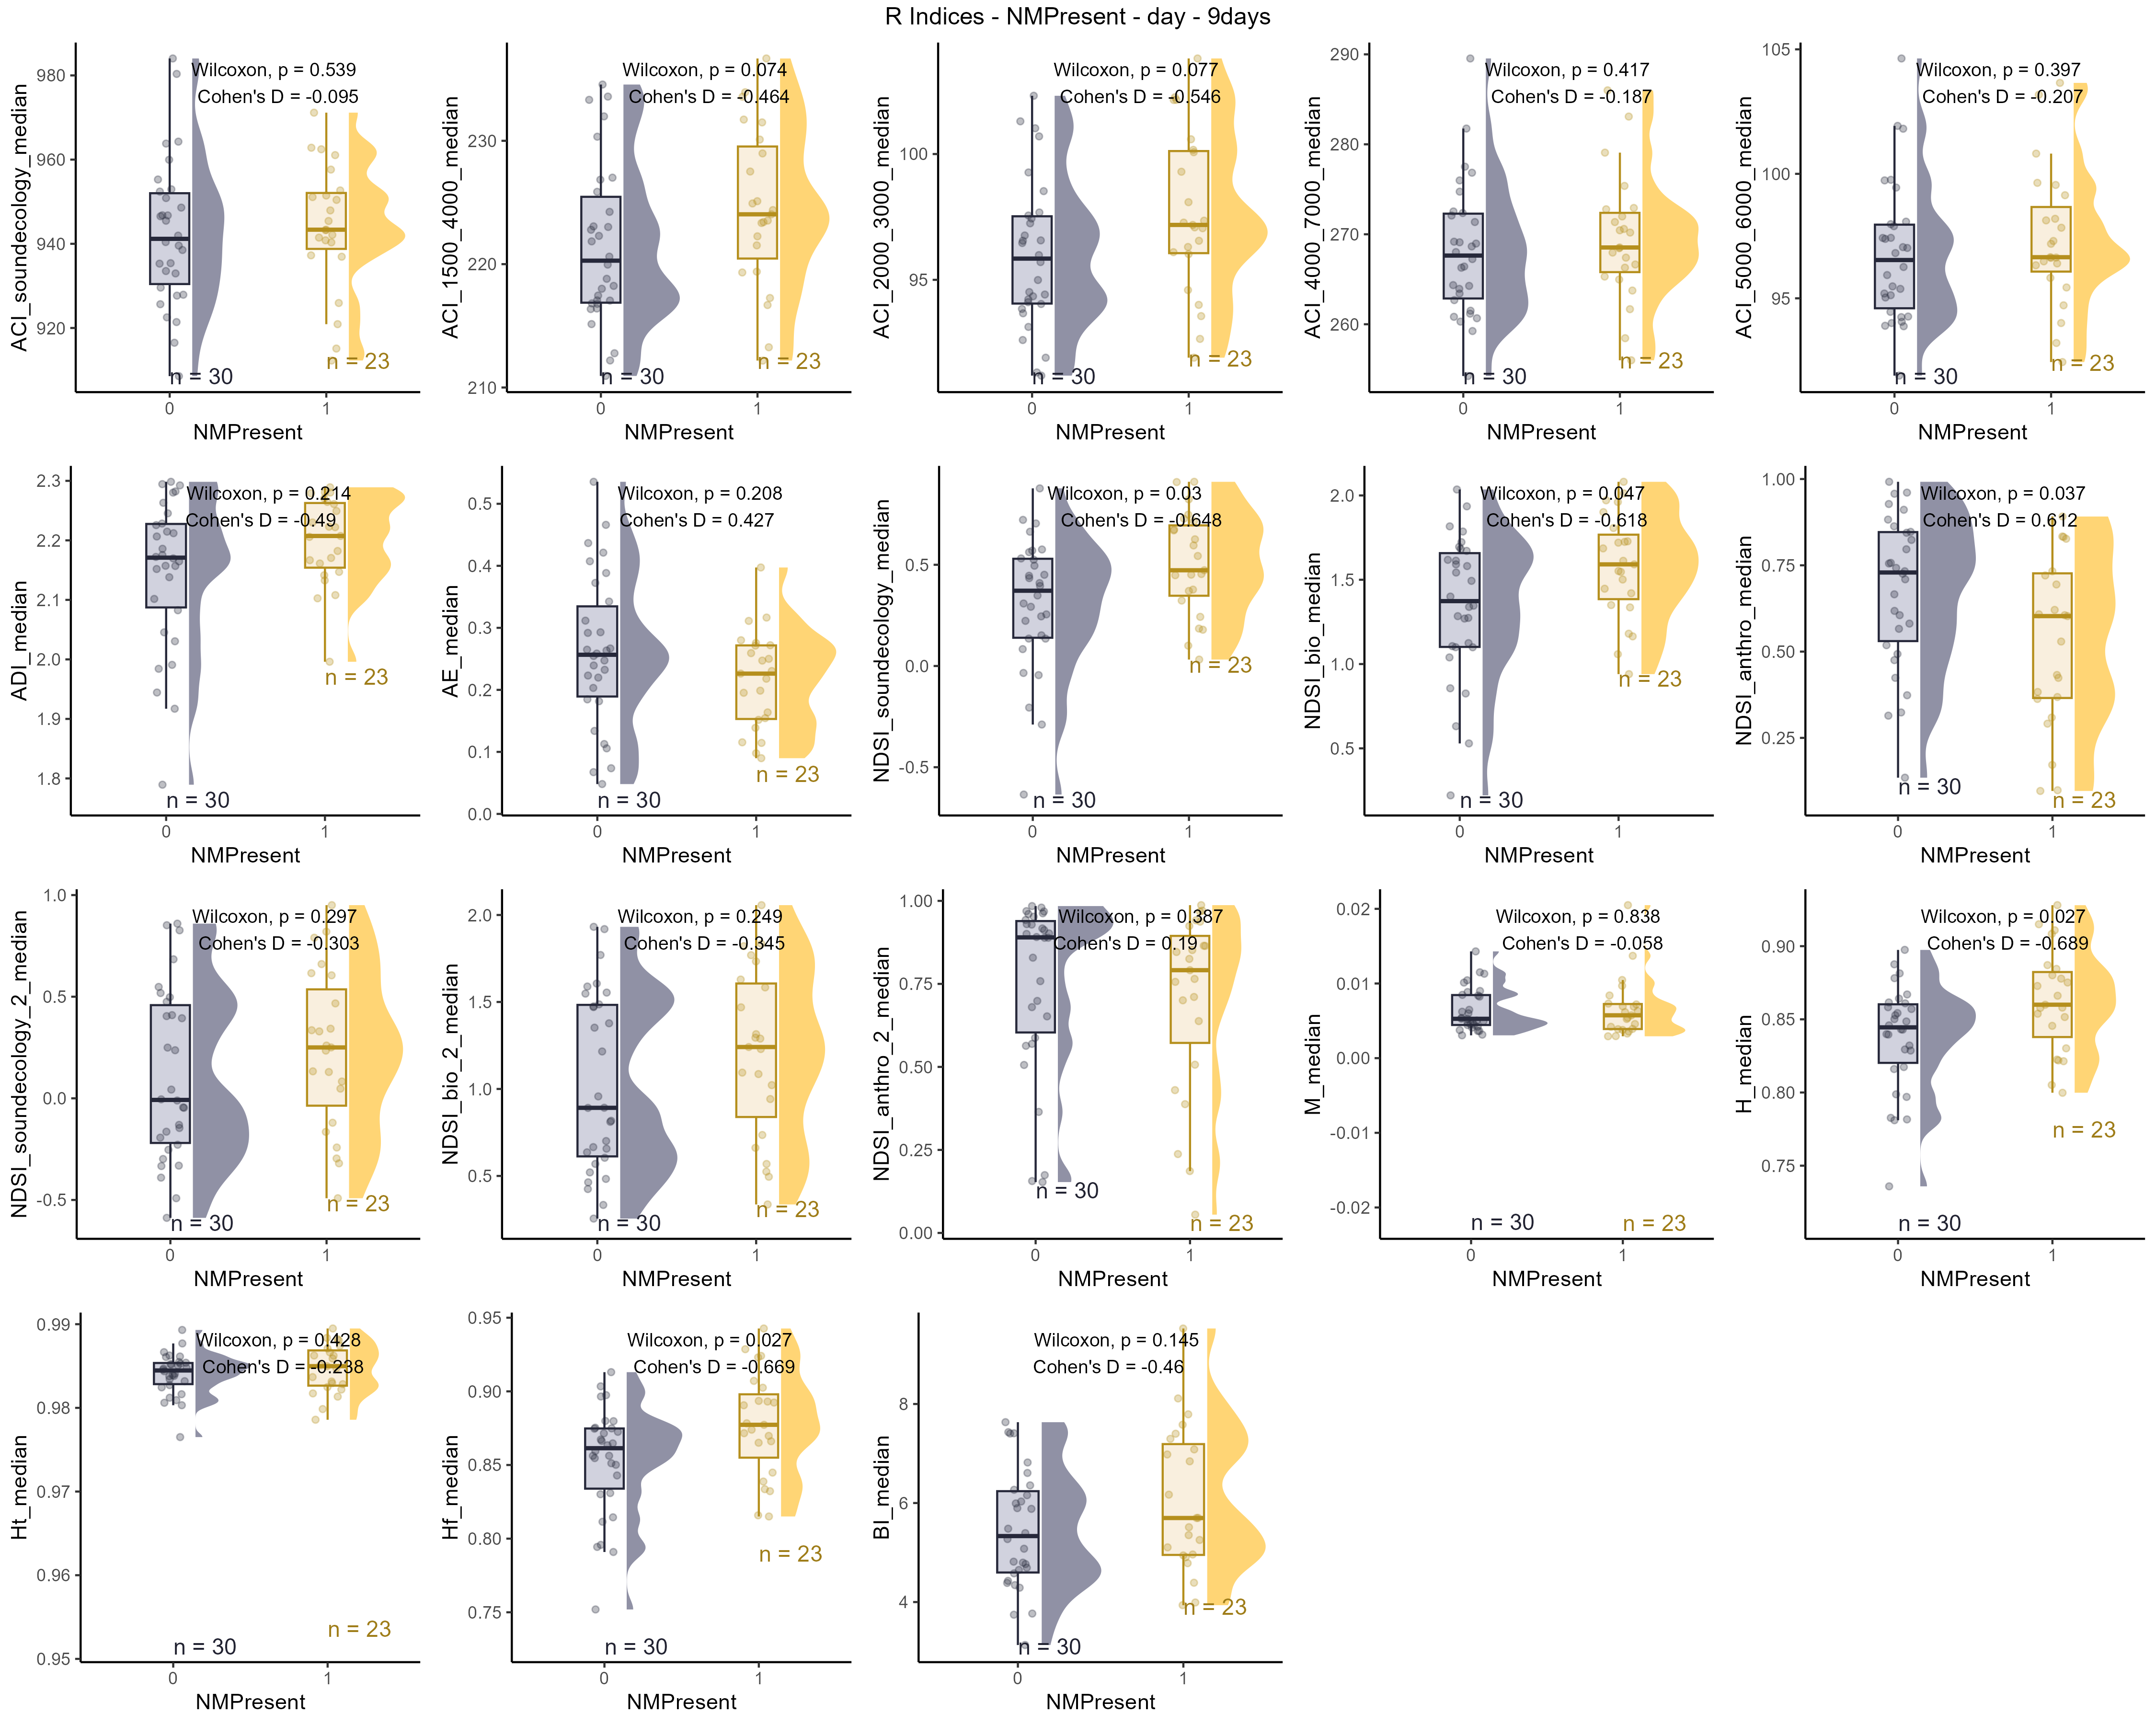 R Indices - NMPresent - day - 9days
ACI_soundecology_median
980
960
940
920
Wilcoxon, p = 0.539
Cohen's D = -0.095
n = 30
n = 23
0
1
NMPresent
ACI_1500_4000_median
230
220
210
Wilcoxon, p = 0.074
Cohen's D = -0.464
n = 30
n = 23
0
1
NMPresent
ACI_2000_3000_median
100
95
Wilcoxon, p = 0.077
Cohen's D = -0.546
n = 30
n = 23
0
1
NMPresent
ACI_4000_7000_median
290
280
270
260
Wilcoxon, p = 0.417
Cohen's D = -0.187
n = 30
n = 23
0
1
NMPresent
ACI_5000_6000_median
105
100
95
Wilcoxon, p = 0.397
Cohen's D = -0.207
n = 30
n = 23
0
1
NMPresent
ADI_median
2.3
2.2
2.1
2.0
1.9
1.8
Wilcoxon, p = 0.214
Cohen's D = -0.49
n = 23
n = 30
0
1
NMPresent
AE_median
0.5
0.4
0.3
0.2
0.1
0.0
Wilcoxon, p = 0.208
Cohen's D = 0.427
n = 23
n = 30
0
1
NMPresent
NDSI_soundecology_median
0.5
0.0
-0.5
Wilcoxon, p = 0.03
Cohen's D = -0.648
n = 23
n = 30
0
1
NMPresent
NDSI_bio_median
2.0
1.5
1.0
0.5
Wilcoxon, p = 0.047
Cohen's D = -0.618
n = 23
n = 30
0
1
NMPresent
NDSI_anthro_median
1.00
0.75
0.50
0.25
Wilcoxon, p = 0.037
Cohen's D = 0.612
n = 30
n = 23
0
1
NMPresent
NDSI_soundecology_2_median
1.0
0.5
0.0
-0.5
Wilcoxon, p = 0.297
Cohen's D = -0.303
n = 23
n = 30
0
1
NMPresent
NDSI_bio_2_median
2.0
1.5
1.0
0.5
Wilcoxon, p = 0.249
Cohen's D = -0.345
n = 23
n = 30
0
1
NMPresent
NDSI_anthro_2_median
1.00
0.75
0.50
0.25
0.00
Wilcoxon, p = 0.387
Cohen's D = 0.19
n = 30
n = 23
0
1
NMPresent
M_median
0.02
0.01
0.00
-0.01
-0.02
Wilcoxon, p = 0.838
Cohen's D = -0.058
n = 30
n = 23
0
1
NMPresent
H_median
0.90
0.85
0.80
0.75
Wilcoxon, p = 0.027
Cohen's D = -0.689
n = 23
n = 30
0
1
NMPresent
Ht_median
0.99
0.98
0.97
0.96
0.95
Wilcoxon, p = 0.428
Cohen's D = -0.238
n = 23
n = 30
0
1
NMPresent
Hf_median
0.95
0.90
0.85
0.80
0.75
Wilcoxon, p = 0.027
Cohen's D = -0.669
n = 23
n = 30
0
1
NMPresent
BI_median
8
6
4
Wilcoxon, p = 0.145
Cohen's D = -0.46
n = 23
n = 30
0
1
NMPresent